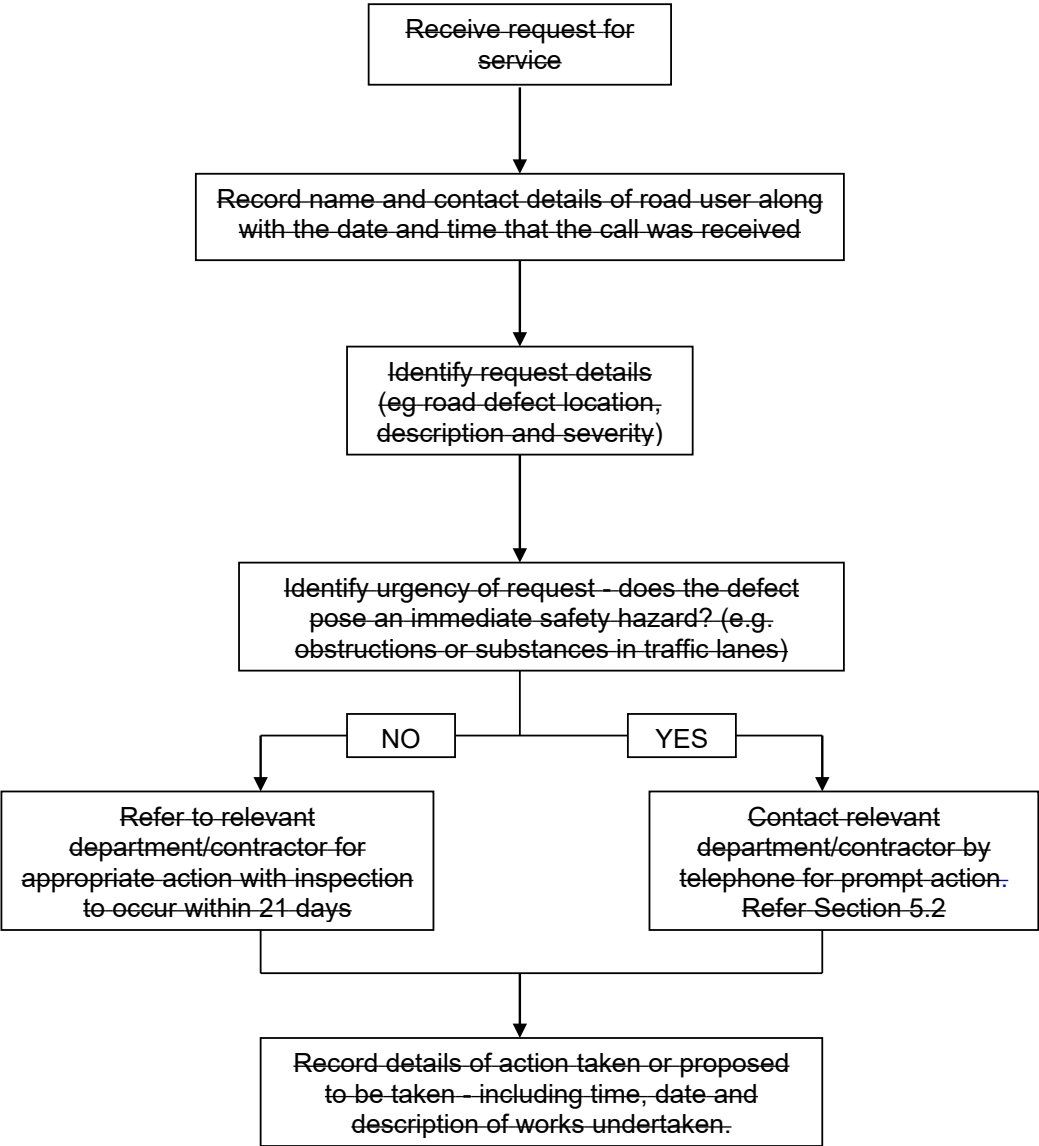 Receive request for
service
Record name and contact details of road user along
with the date and time that the call was received
Identify request details
(eg road defect location,
description and severity)
Identify urgency of request - does the defect
pose an immediate safety hazard? (e.g.
obstructions or substances in traffic lanes)
NO
YES
Refer to relevant
department/contractor for
appropriate action with inspection
to occur within 21 days
Contact relevant
department/contractor by
telephone for prompt action.
Refer Section 5.2
Record details of action taken or proposed
to be taken - including time, date and
description of works undertaken.